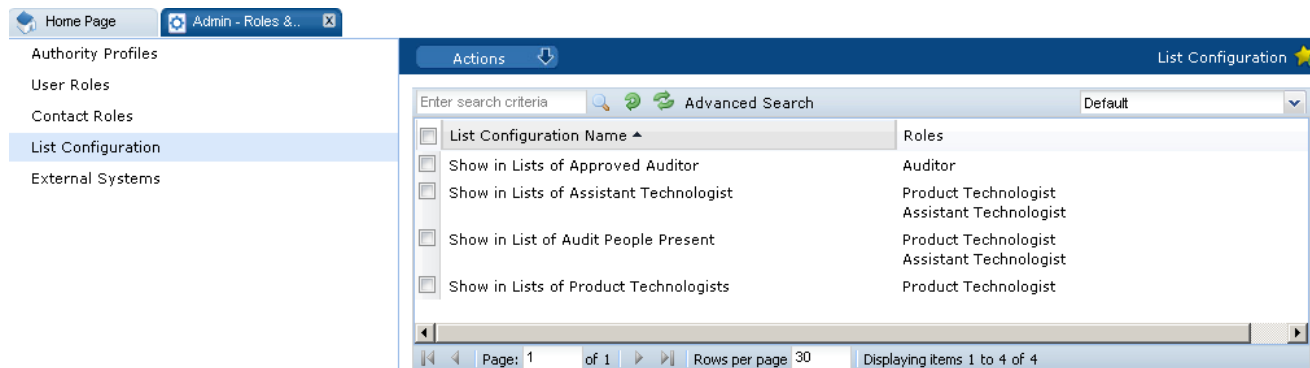 Home Page
Admin - Roles &..
Authority Profiles
User Roles
Contact Roles
List Configuration
External Systems
Actions
List Configuration
Enter search criteria
Advanced Search
Default
List Configuration Name
Roles
Show in Lists of Approved Auditor
Auditor
Show in Lists of Assistant Technologist
Product Technologist
Assistant Technologist
Show in List of Audit People Present
Product Technologist
Assistant Technologist
Show in Lists of Product Technologists
Product Technologist
Page: 1 of 1 Rows per page 30 Displaying items 1 to 4 of 4